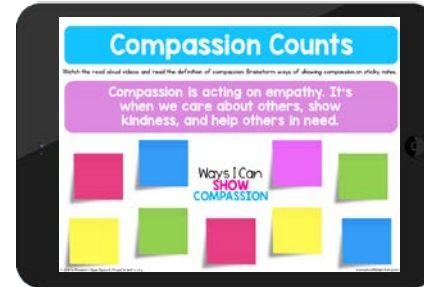 Compassion Counts
Watch the read aloud videos and read the definition of compassion. Brainstorm ways of showing compassion on sticky notes.
Compassion is acting on empathy. It's
when we care about others, show
kindness, and help others in need.
Ways I Can
SHOW
COMPASSION